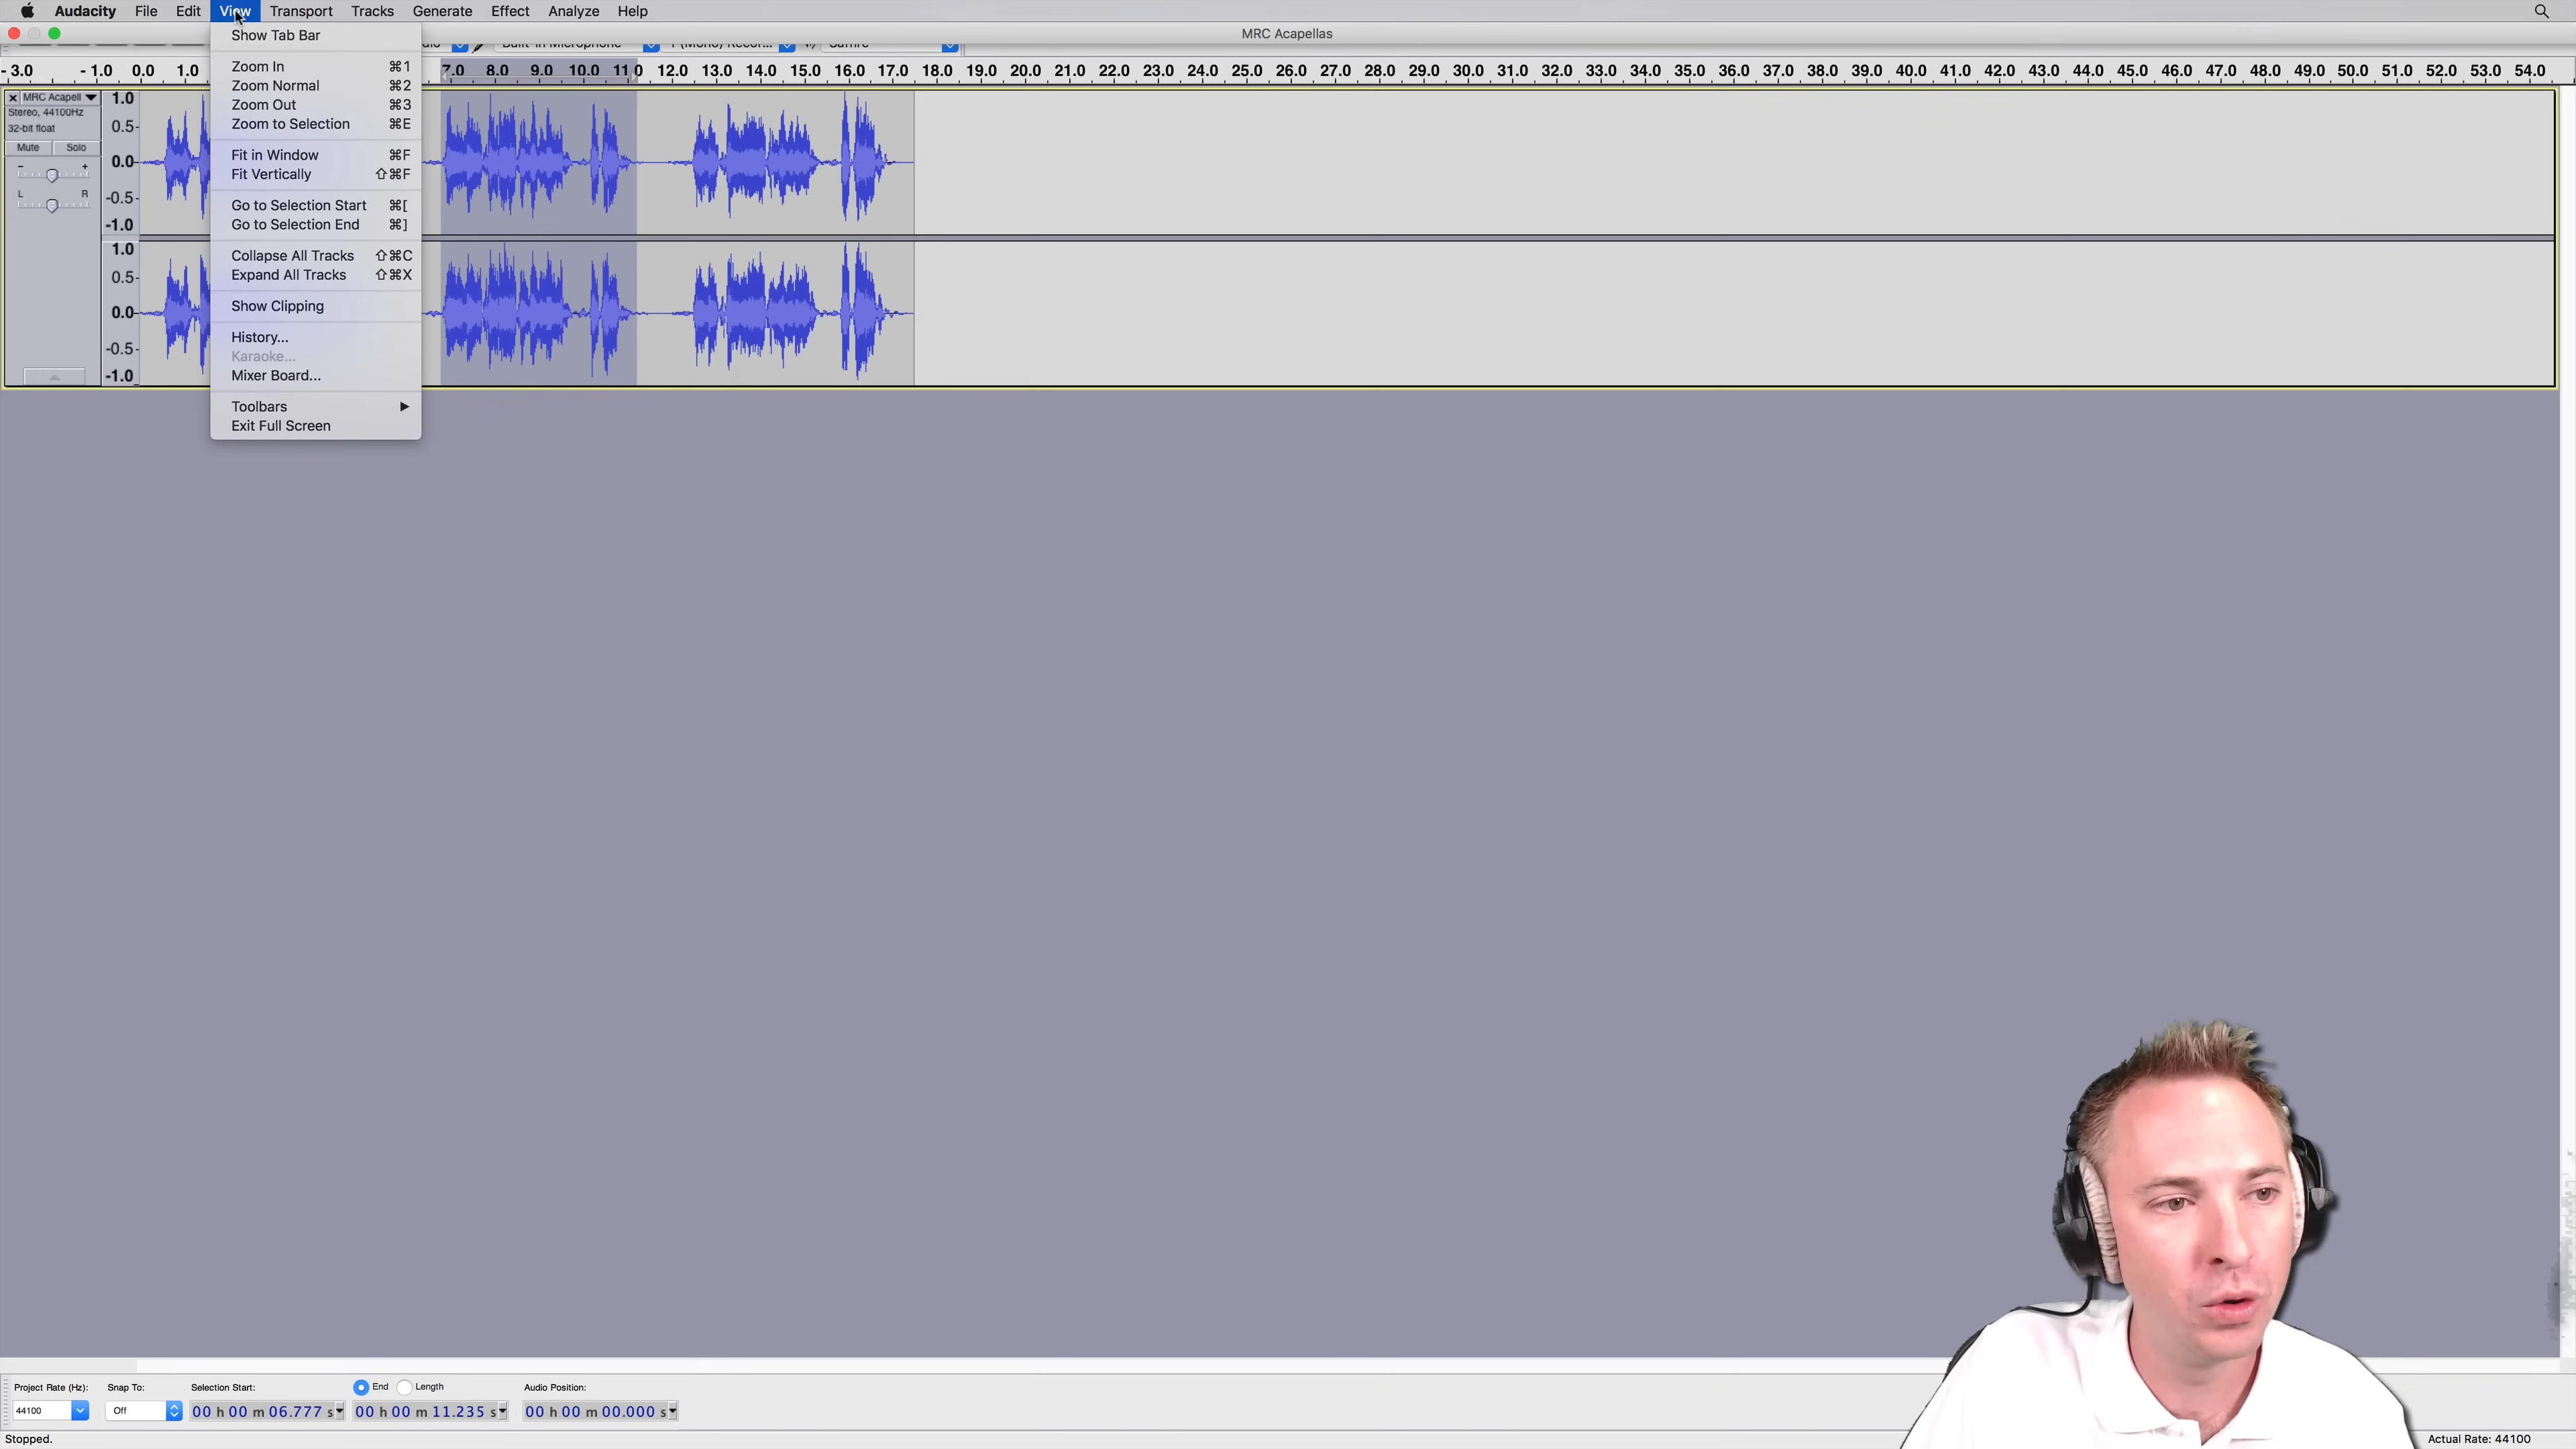 Audacity File Edit View Transport Tracks Generate Effect Analyze Help
MRC Acapellas
Show Tab Bar
Built-in Microphone
1 (Mono) Recor...
- 3.0 - 1.0 0.0 1.0 7.0 8.0 9.0 10.0 11.0 12.0 13.0 14.0 15.0 16.0 17.0 18.0 19.0 20.0 21.0 22.0 23.0 24.0 25.0 26.0 27.0 28.0 29.0 30.0 31.0 32.0 33.0 34.0 35.0 36.0 37.0 38.0 39.0 40.0 41.0 42.0 43.0 44.0 45.0 46.0 47.0 48.0 49.0 50.0 51.0 52.0 53.0 54.0
Zoom In ⌘1
Zoom Normal ⌘2
Zoom Out ⌘3
Zoom to Selection ⌘E
Fit in Window ⌘F
Fit Vertically ⇧⌘F
Go to Selection Start ⌘[
Go to Selection End ⌘]
Collapse All Tracks ⇧⌘C
Expand All Tracks ⇧⌘X
Show Clipping
History...
Karaoke...
Mixer Board...
Toolbars ▶
Exit Full Screen
× MRC Acapell ▼
Stereo, 44100Hz
32-bit float
Mute Solo
- +
L R
1.0
0.5-
0.0-
-0.5-
-1.0
1.0
0.5-
0.0-
-0.5-
-1.0
Project Rate (Hz): Snap To: Selection Start: End Length Audio Position:
44100 Off 00 h 00 m 06.777 s 00 h 00 m 11.235 s 00 h 00 m 00.000 s
Stopped. Actual Rate: 44100